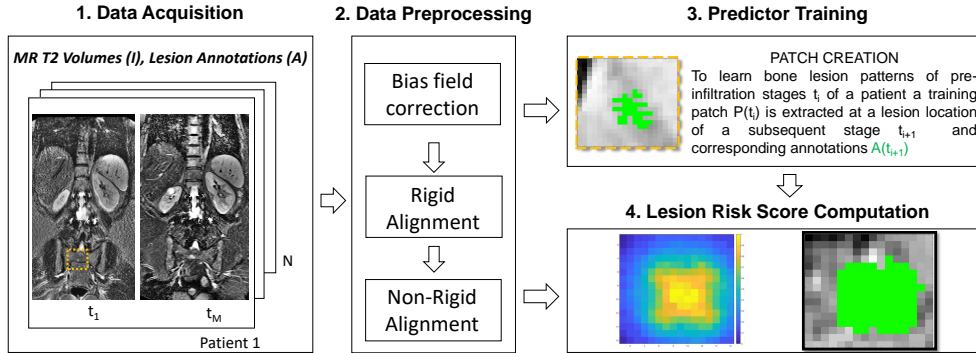 1. Data Acquisition
MR T2 Volumes (I), Lesion Annotations (A)
t1
tM
N
Patient 1
2. Data Preprocessing
Bias field
correction
Rigid
Alignment
Non-Rigid
Alignment
3. Predictor Training
PATCH CREATION
To learn bone lesion patterns of pre-
infiltration stages ti of a patient a training
patch P(ti) is extracted at a lesion location
of a subsequent stage ti+1 and
corresponding annotations A(ti+1)
4. Lesion Risk Score Computation